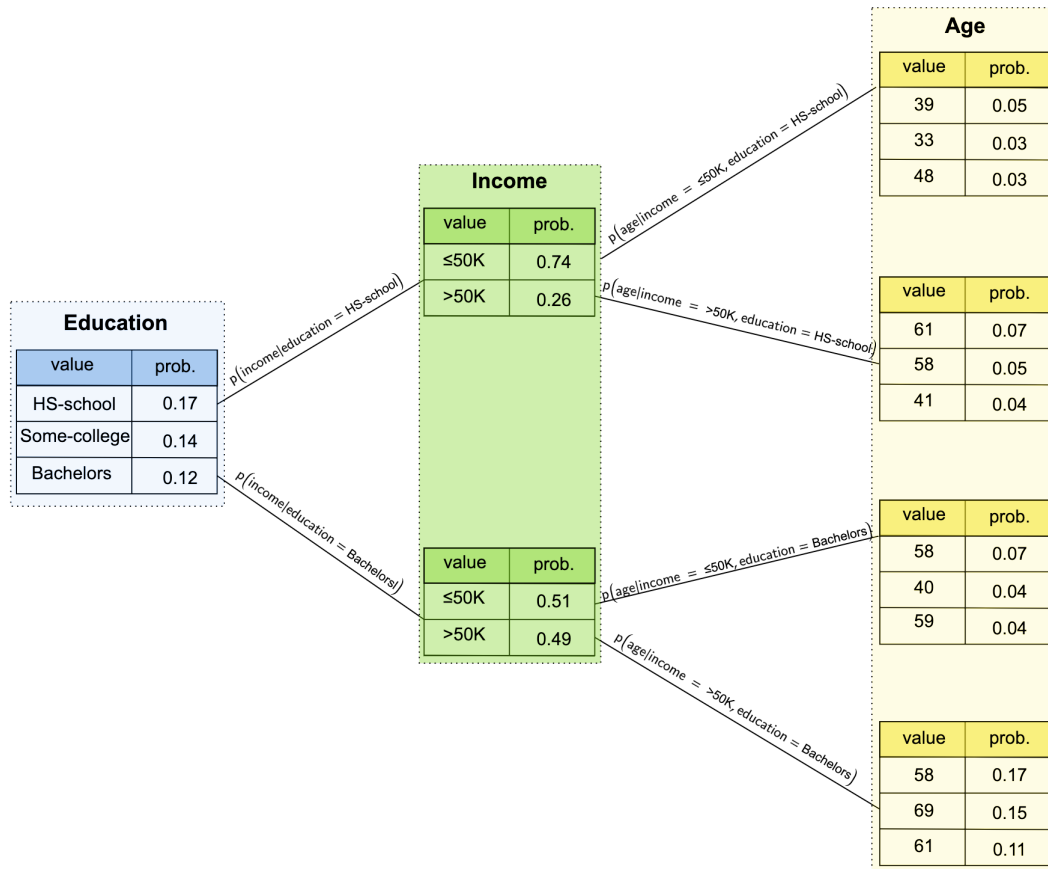 Education
value prob.
HS-school 0.17
Some-college 0.14
Bachelors 0.12
p(income|education = HS-school)
p(income|education = Bachelorsl)
Income
value prob.
≤50K 0.74
>50K 0.26
value prob.
≤50K 0.51
>50K 0.49
p(age|income = ≤50K, education = HS-school)
p(age|income = >50K, education = HS-school)
p(age|income = ≤50K, education = Bachelors)
p(age|income = >50K, education = Bachelors)
Age
value prob.
39 0.05
33 0.03
48 0.03
value prob.
61 0.07
58 0.05
41 0.04
value prob.
58 0.07
40 0.04
59 0.04
value prob.
58 0.17
69 0.15
61 0.11